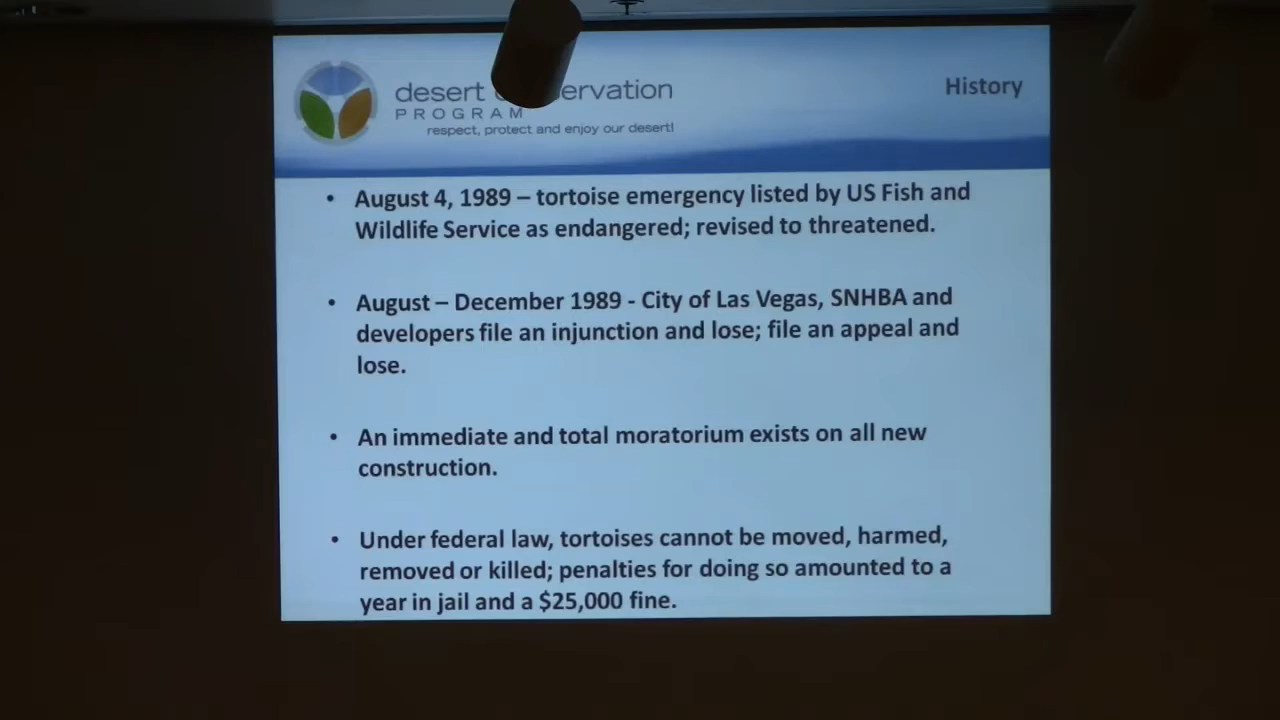 desert ervation
History
PROGRAM
respect, protect and enjoy our desert!
• August 4, 1989 – tortoise emergency listed by US Fish and
Wildlife Service as endangered; revised to threatened.
• August – December 1989 - City of Las Vegas, SNHBA and
developers file an injunction and lose; file an appeal and
lose.
• An immediate and total moratorium exists on all new
construction.
• Under federal law, tortoises cannot be moved, harmed,
removed or killed; penalties for doing so amounted to a
year in jail and a $25,000 fine.